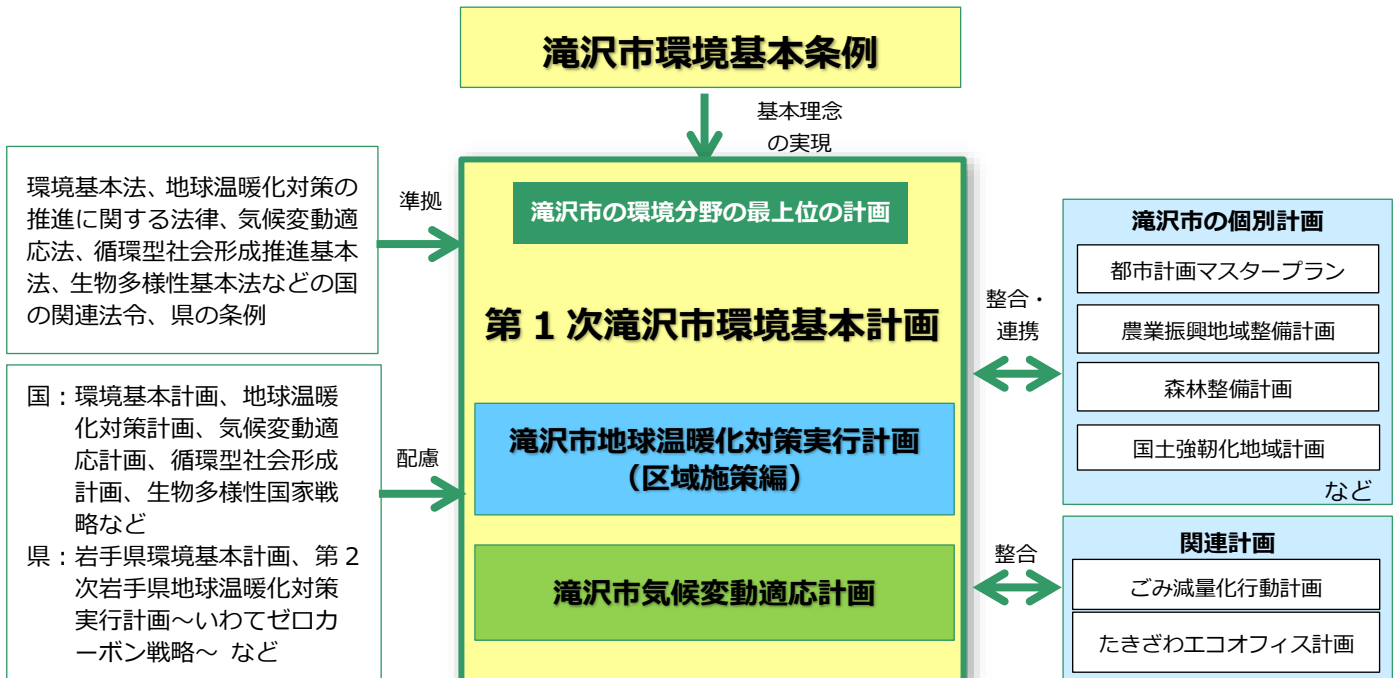 滝沢市環境基本条例
基本理念
の実現
環境基本法、地球温暖化対策の
推進に関する法律、気候変動適
応法、循環型社会形成推進基本
法、生物多様性基本法などの国
の関連法令、県の条例
準拠
国：環境基本計画、地球温暖
化対策計画、気候変動適
応計画、循環型社会形成
計画、生物多様性国家戦
略など
県：岩手県環境基本計画、第２
次岩手県地球温暖化対策
実行計画～いわてゼロカ
ーボン戦略～ など
配慮
滝沢市の環境分野の最上位の計画
第１次滝沢市環境基本計画
滝沢市地球温暖化対策実行計画
（区域施策編）
滝沢市気候変動適応計画
整合・
連携
滝沢市の個別計画
都市計画マスタープラン
農業振興地域整備計画
森林整備計画
国土強靭化地域計画
など
整合
関連計画
ごみ減量化行動計画
たきざわエコオフィス計画